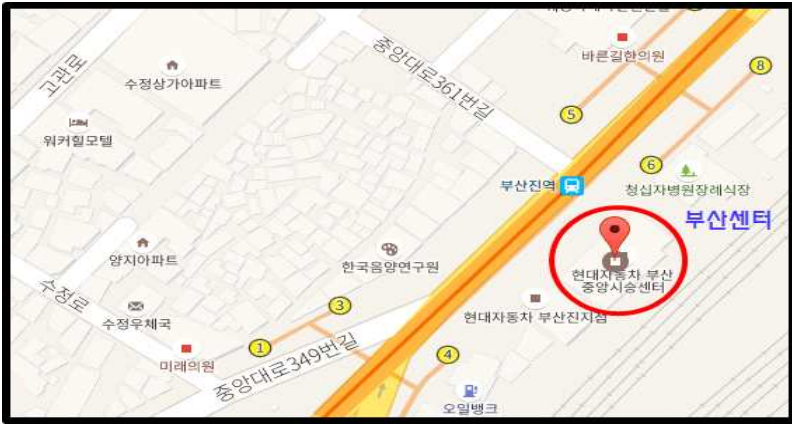 바른길한의원
중앙대로361번길
고관로
수정상가아파트
8
5
워커힐모텔
6
부산진역
청십자병원장례식장
부산센터
양지아파트
한국음양연구원
현대자동차 부산
중앙시승센터
수정로
3
수정우체국
현대자동차 부산진지점
1
미래의원
중앙대로349번길
4
오일뱅크